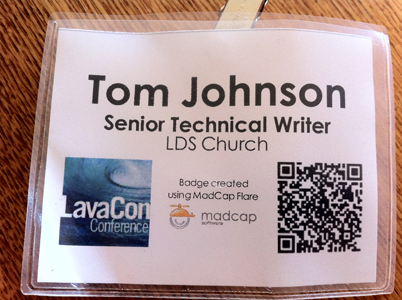 Tom Johnson
Senior Technical Writer
LDS Church
LavaCon
Conference
Badge created
using MadCap Flare
madcap
software